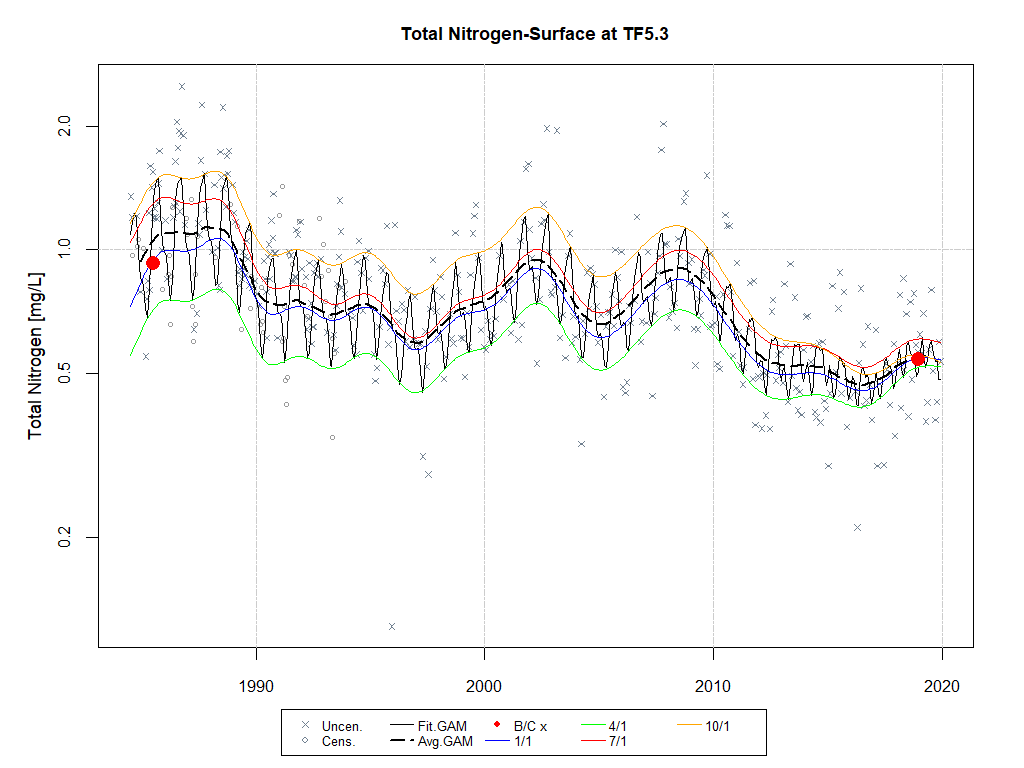 Total Nitrogen-Surface at TF5.3
Total Nitrogen [mg/L]
2.0
1.0
0.5
0.2
1990 2000 2010 2020
Uncen. Fit.GAM B/C x 4/1 10/1
Cens. Avg.GAM 1/1 7/1